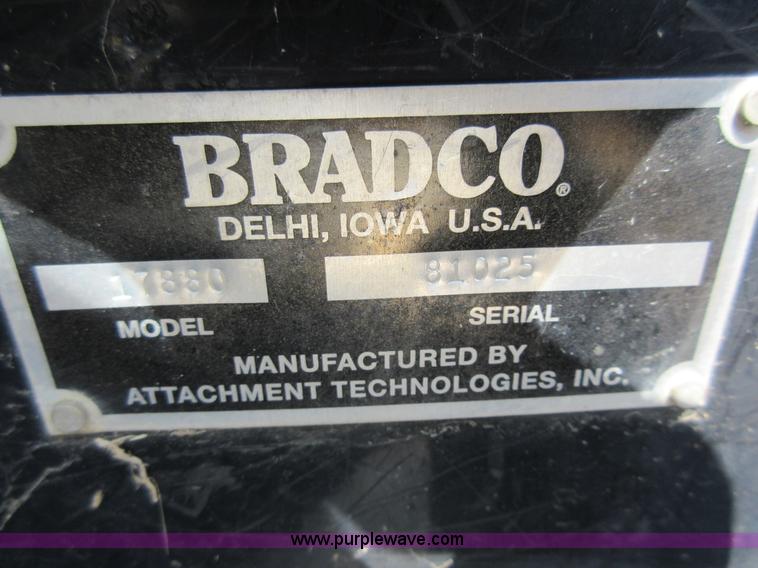 BRADCO®
DELHI, IOWA U.S.A.
17880 81025
MODEL SERIAL
MANUFACTURED BY
ATTACHMENT TECHNOLOGIES, INC.
www.purplewave.com